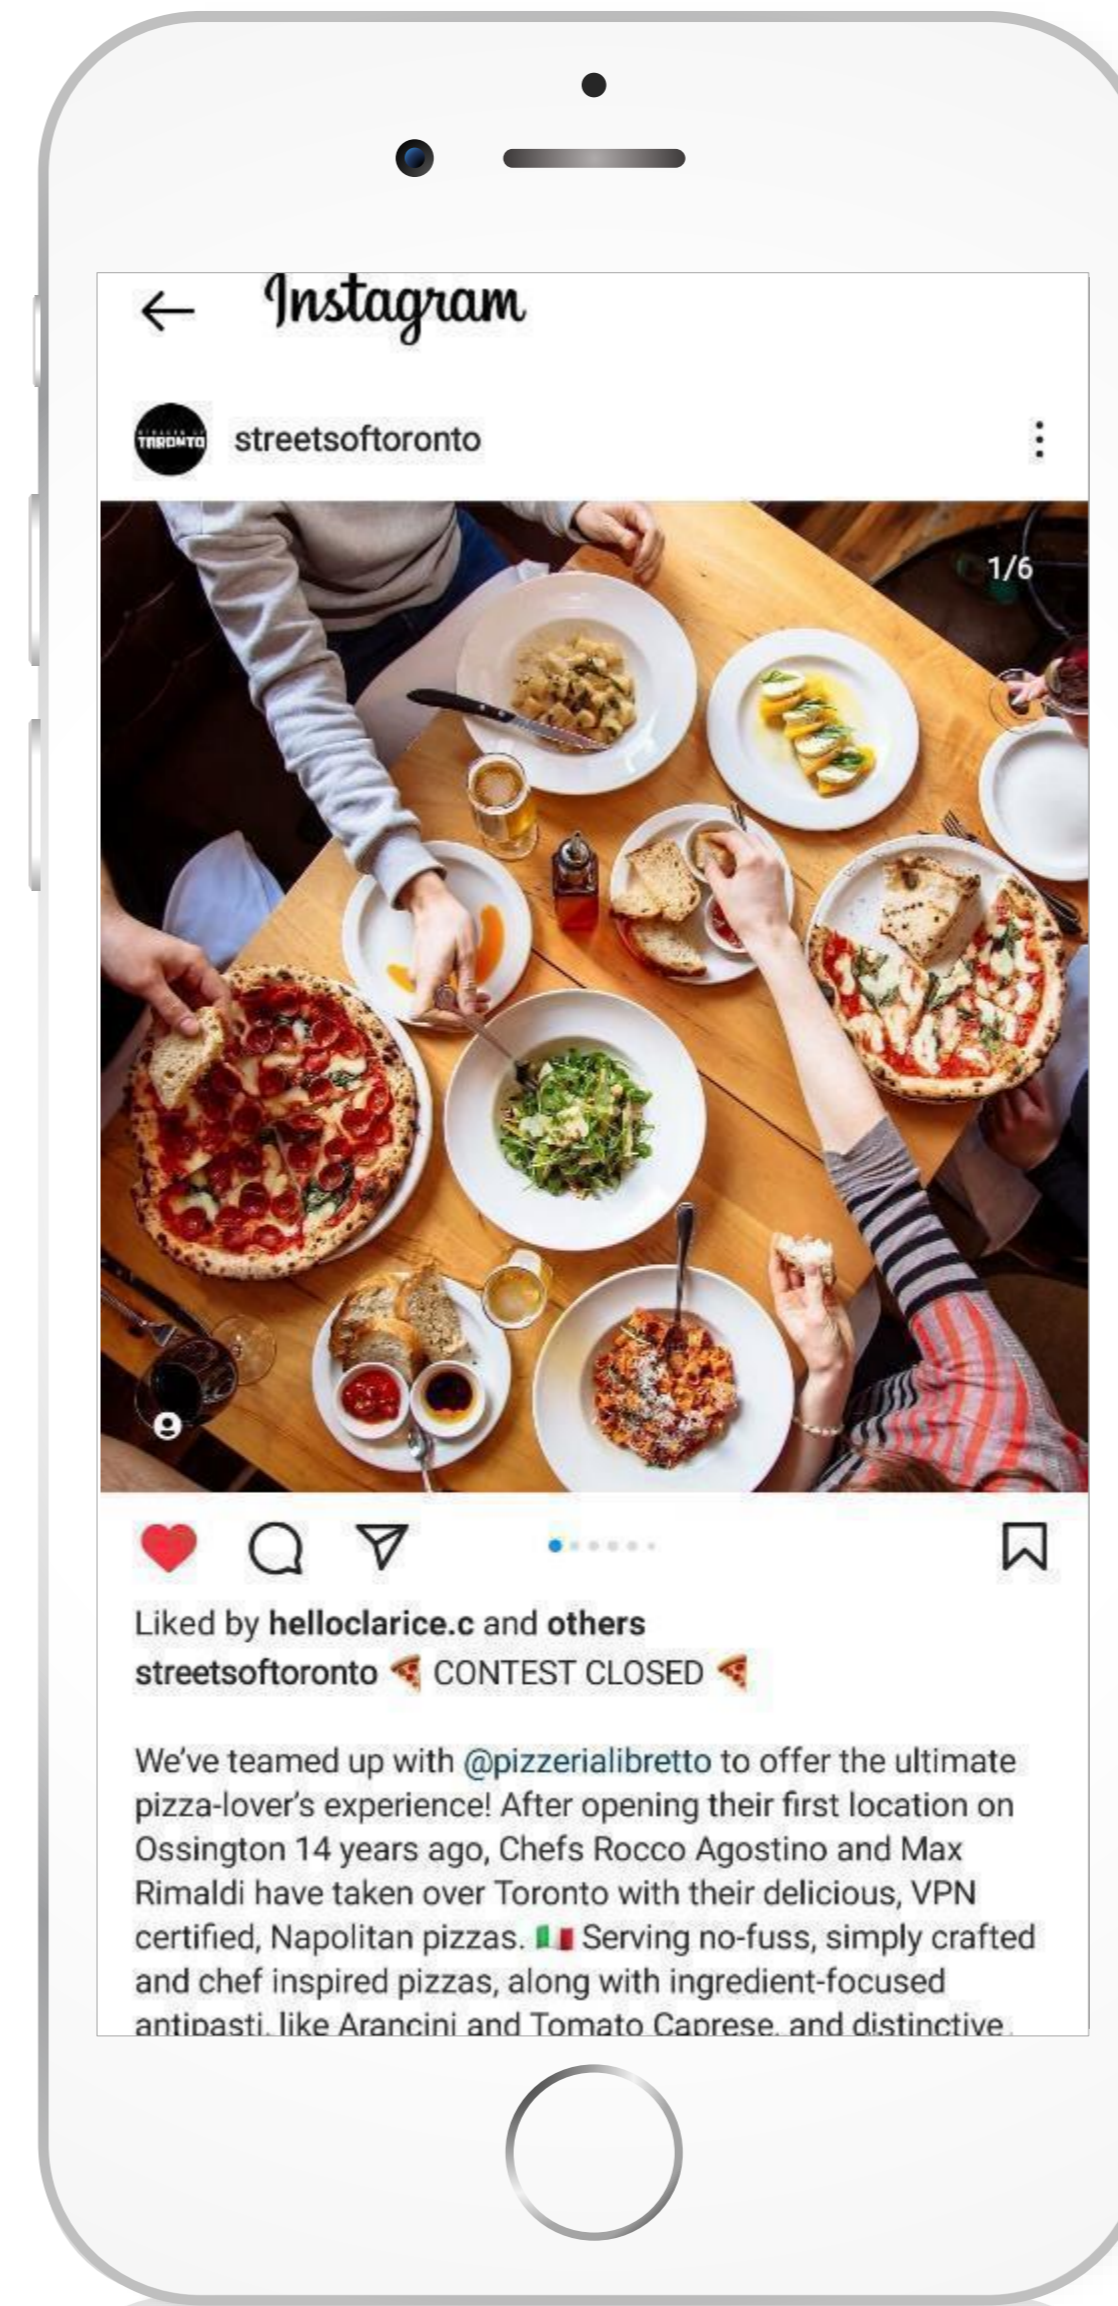 Instagram
TORONTO
streetsoftoronto
1/6
Liked by helloclarice.c and others
streetsoftoronto 🍕 CONTEST CLOSED 🍕
We've teamed up with @pizzerialibretto to offer the ultimate
pizza-lover's experience! After opening their first location on
Ossington 14 years ago, Chefs Rocco Agostino and Max
Rimaldi have taken over Toronto with their delicious, VPN
certified, Napolitan pizzas. 🇮🇹 Serving no-fuss, simply crafted
and chef inspired pizzas, along with ingredient-focused
antipasti, like Arancini and Tomato Caprese, and distinctive